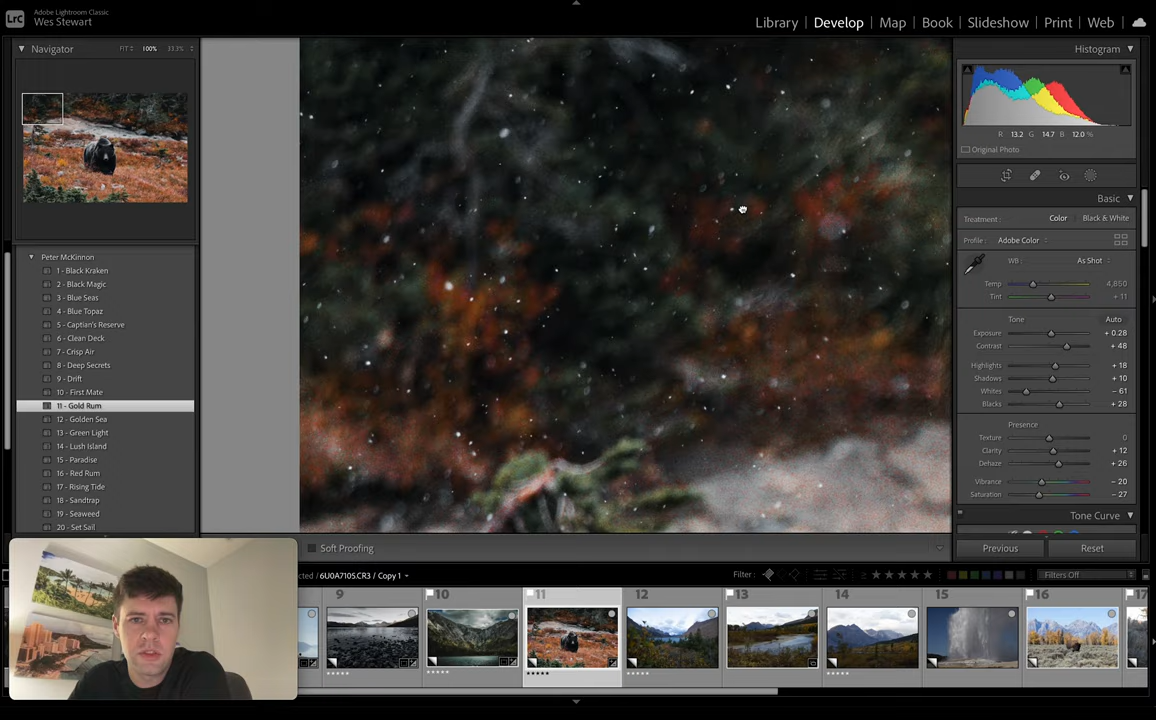 LrC
Adobe Lightroom Classic
Wes Stewart
Library | Develop | Map | Book | Slideshow | Print | Web
Navigator
FIT
100%
33.3%
Peter McKinnon
1 - Black Kraken
2 - Black Magic
3 - Blue Seas
4 - Blue Topaz
5 - Captian's Reserve
6 - Clean Deck
7 - Crisp Air
8 - Deep Secrets
9 - Drift
10 - First Mate
11 - Gold Rum
12 - Golden Sea
13 - Green Light
14 - Lush Island
15 - Paradise
16 - Red Rum
17 - Rising Tide
18 - Sandtrap
19 - Seaweed
20 - Set Sail
Histogram
R 13.2 G 14.7 B 12.0 %
Original Photo
Basic
Treatment : Color Black & White
Profile : Adobe Color
WB : As Shot
Temp 4,850
Tint + 11
Tone Auto
Exposure + 0.28
Contrast + 48
Highlights + 18
Shadows + 10
Whites – 61
Blacks + 28
Presence
Texture 0
Clarity + 12
Dehaze + 26
Vibrance – 20
Saturation – 27
Tone Curve
Previous
Reset
Soft Proofing
cted / 6U0A7105.CR3 / Copy 1
Filter :
≥ ★ ★ ★ ★ ★
Filters Off
9
10
11
12
13
14
15
16
17